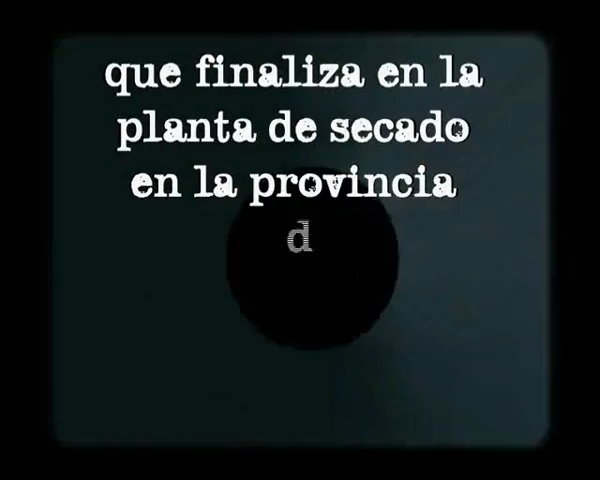 que finaliza en la
planta de secado
en la provincia
d